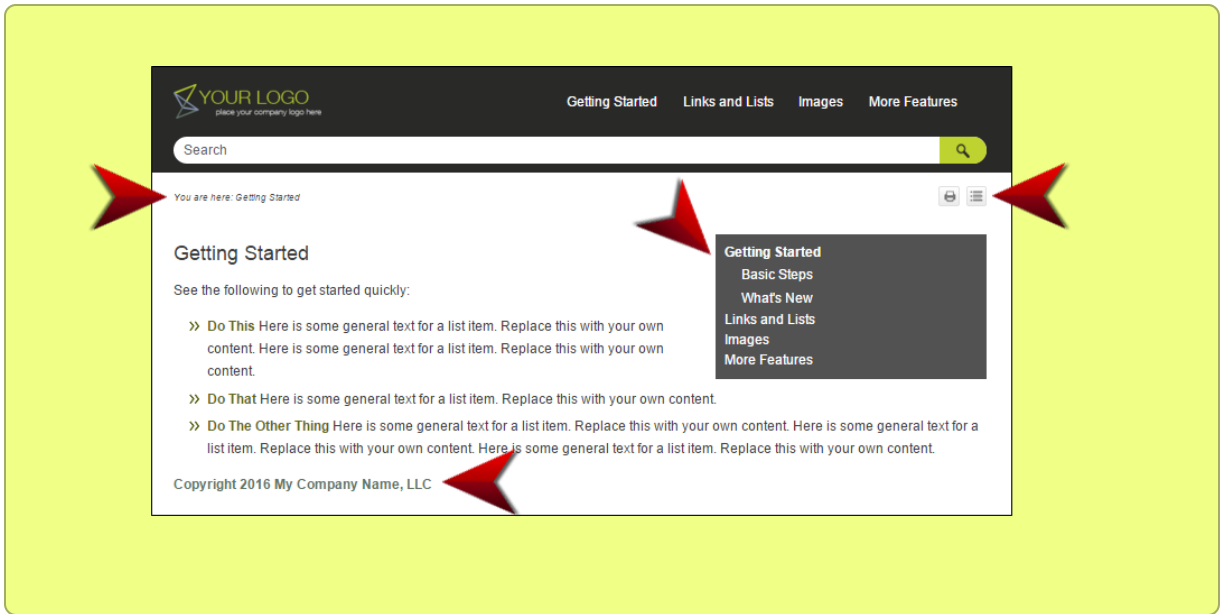 YOUR LOGO
place your company logo here
Getting Started Links and Lists Images More Features
Search
You are here: Getting Started
Getting Started
See the following to get started quickly:
» Do This Here is some general text for a list item. Replace this with your own
content. Here is some general text for a list item. Replace this with your own
content.
» Do That Here is some general text for a list item. Replace this with your own content.
» Do The Other Thing Here is some general text for a list item. Replace this with your own content. Here is some general text for a
list item. Replace this with your own content. Here is some general text for a list item. Replace this with your own content.
Getting Started
Basic Steps
What's New
Links and Lists
Images
More Features
Copyright 2016 My Company Name, LLC